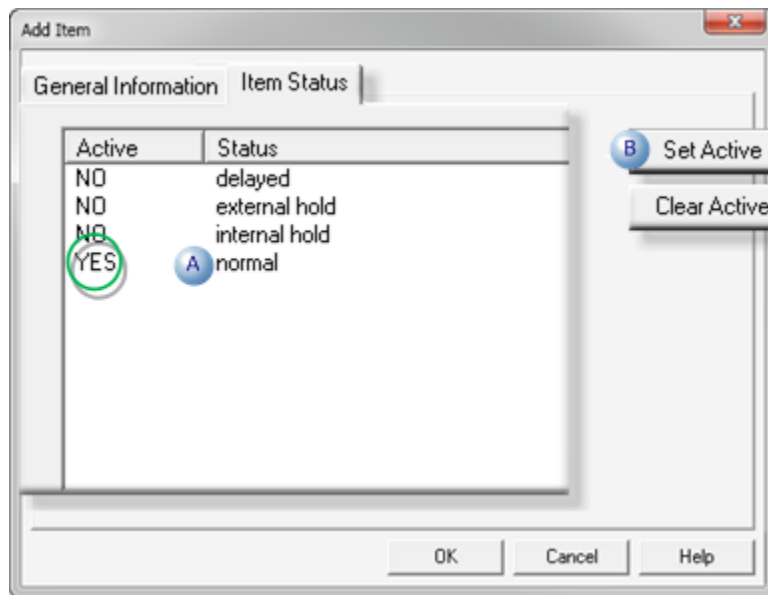 Add Item
General Information Item Status
Active Status
B Set Active
NO delayed
NO external hold
Clear Active
NO internal hold
YES A normal
OK Cancel Help